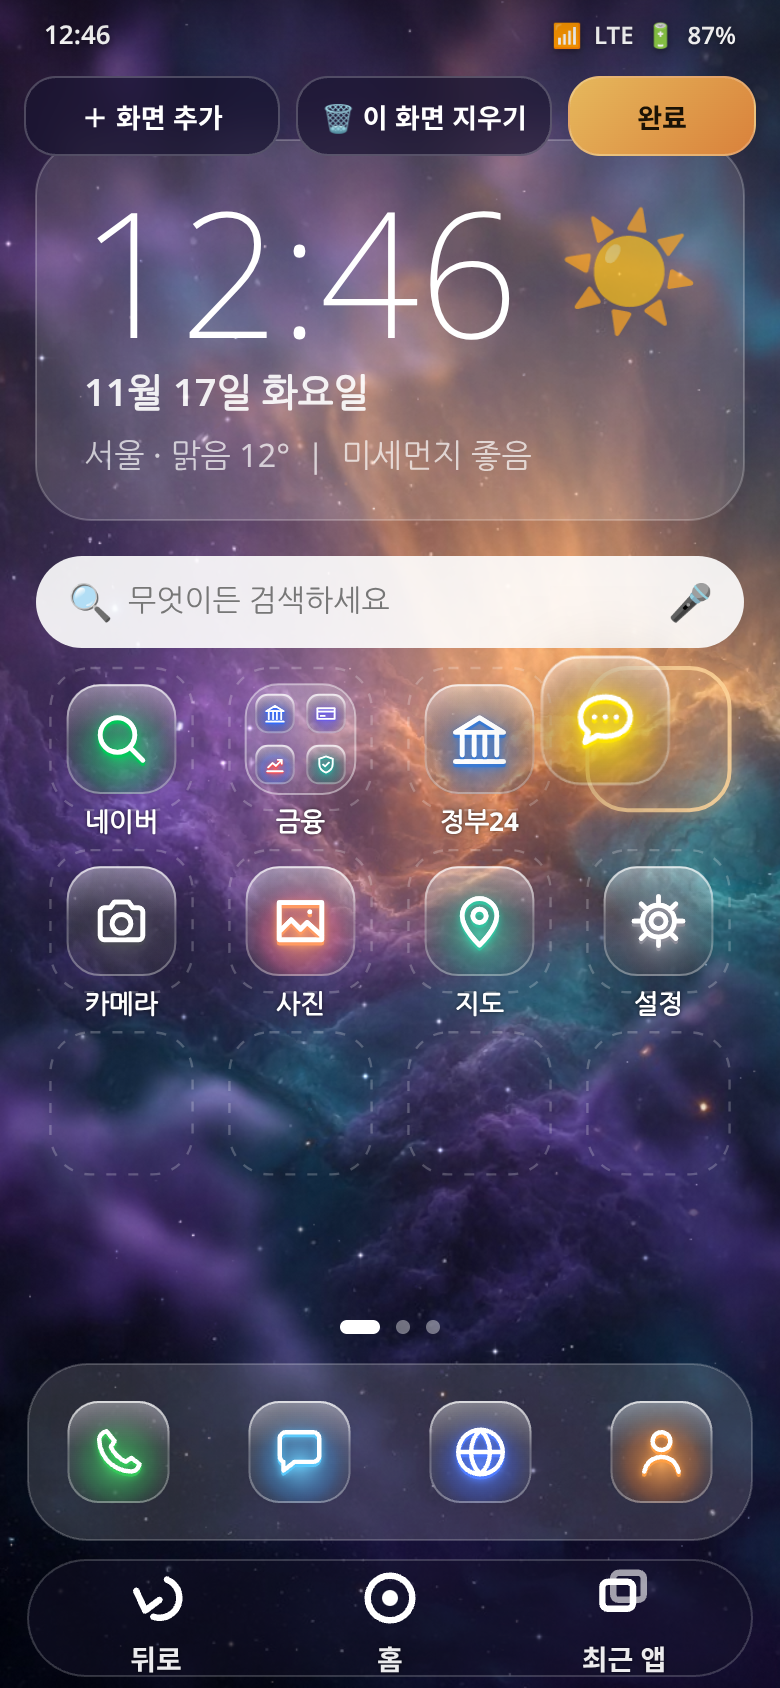 12:46 LTE 87%
+ 화면 추가 이 화면 지우기 완료
12:46
11월 17일 화요일
서울 · 맑음 12° | 미세먼지 좋음
무엇이든 검색하세요
네이버 금융 정부24
카메라 사진 지도 설정
뒤로 홈 최근 앱